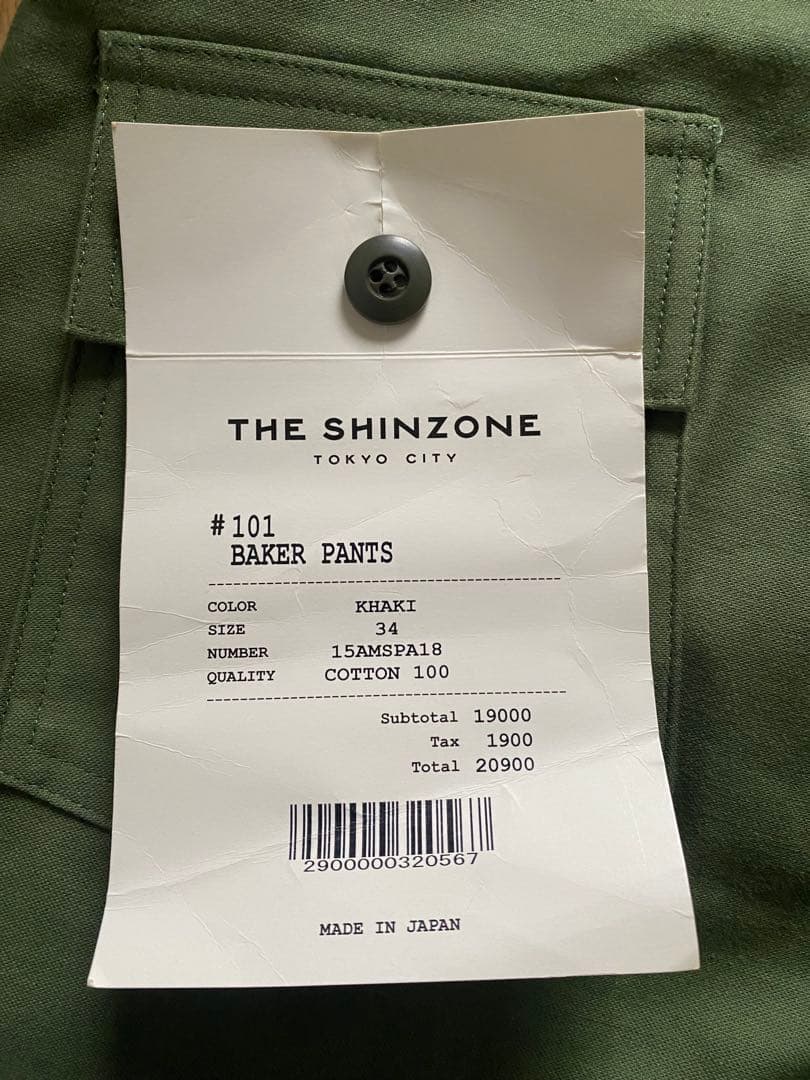 THE SHINZONE
TOKYO CITY
#101
BAKER PANTS
COLOR KHAKI
SIZE 34
NUMBER 15AMSPA18
QUALITY COTTON 100
Subtotal 19000
Tax 1900
Total 20900
2900000320567
MADE IN JAPAN